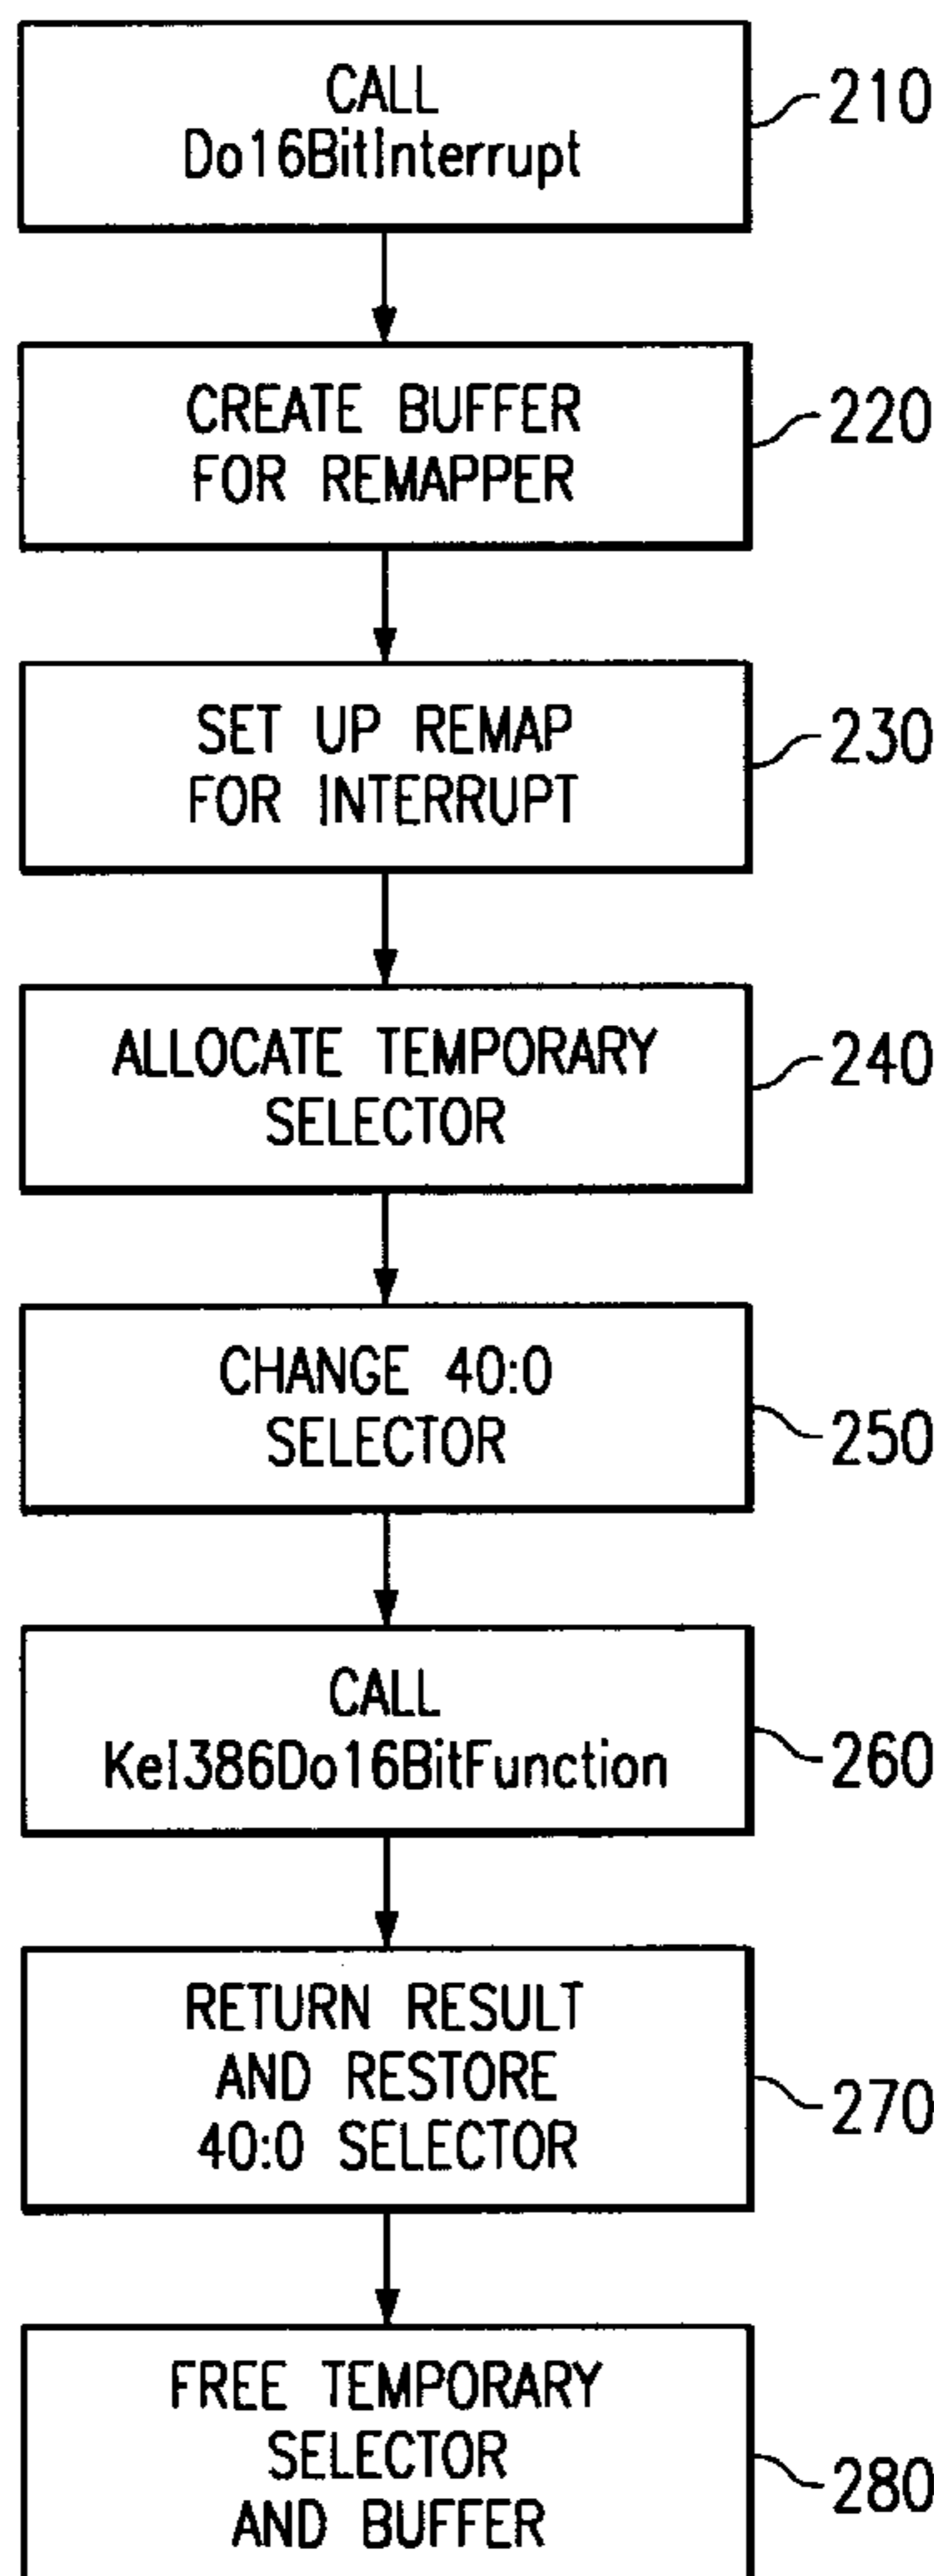 CALL
Do16BitInterrupt
210
CREATE BUFFER
FOR REMAPPER
220
SET UP REMAP
FOR INTERRUPT
230
ALLOCATE TEMPORARY
SELECTOR
240
CHANGE 40:0
SELECTOR
250
CALL
KeI386Do16BitFunction
260
RETURN RESULT
AND RESTORE
40:0 SELECTOR
270
FREE TEMPORARY
SELECTOR
AND BUFFER
280